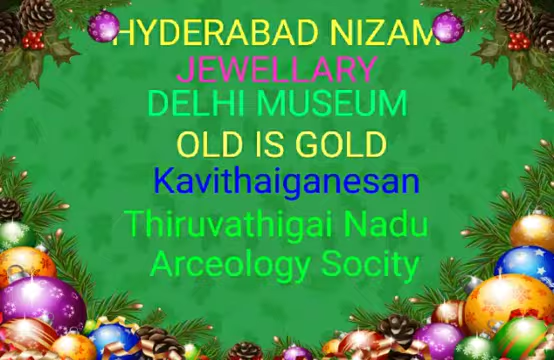 HYDERABAD NIZAM
JEWELLARY
DELHI MUSEUM
OLD IS GOLD
Kavithaiganesan
Thiruvathigai Nadu
Arceology Socity